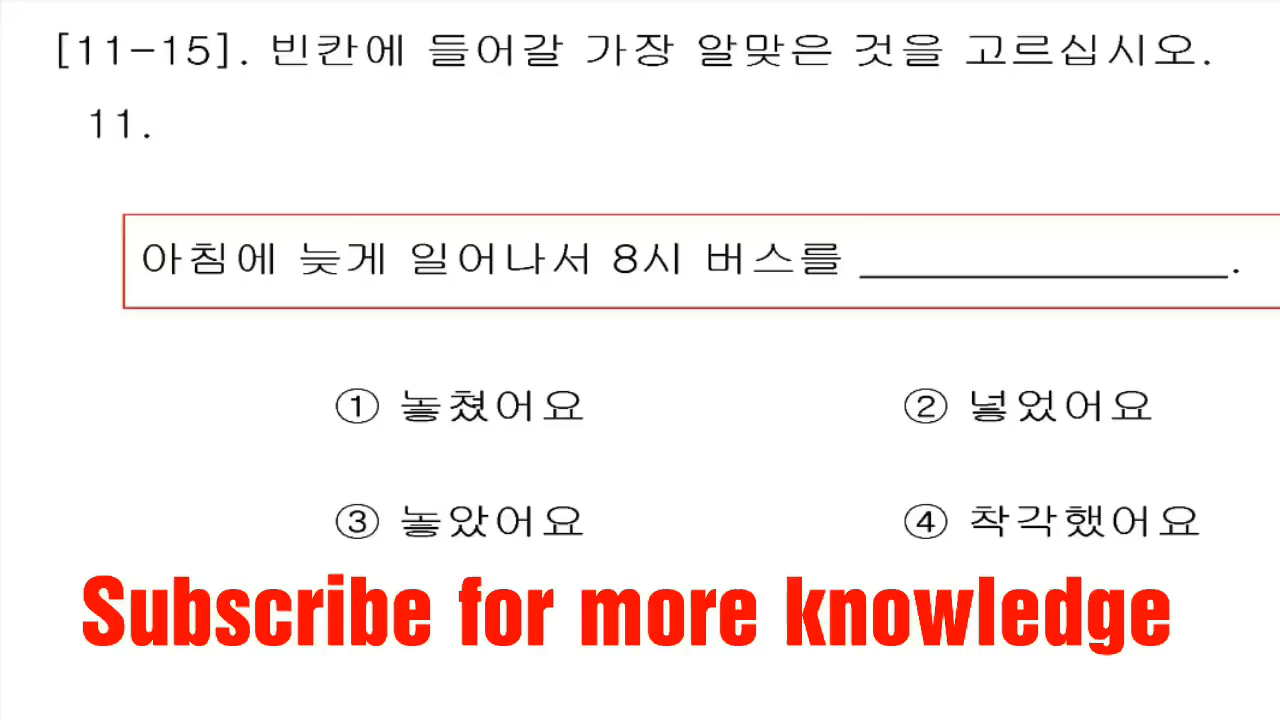 [11-15]. 빈칸에 들어갈 가장 알맞은 것을 고르십시오.
11.
아침에 늦게 일어나서 8시 버스를 ________________.
① 놓쳤어요 ② 넣었어요
③ 놓았어요 ④ 착각했어요
Subscribe for more knowledge